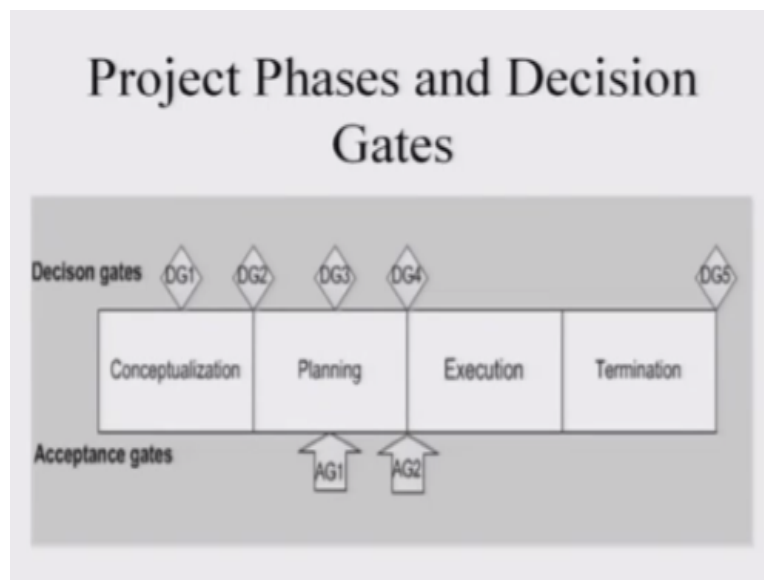 Project Phases and Decision
Gates
Decison gates DG1 DG2 DG3 DG4 DG5
Conceptualization Planning Execution Termination
Acceptance gates AG1 AG2